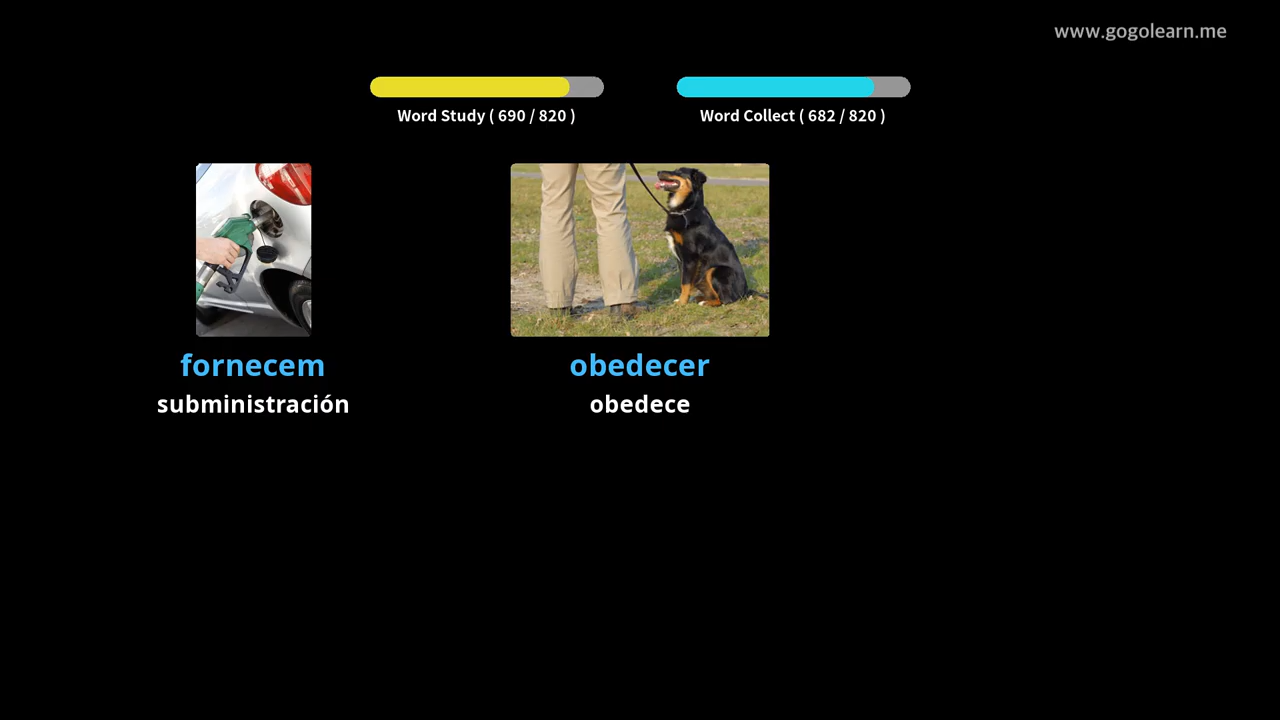 www.gogolearn.me
Word Study ( 690 / 820 )
Word Collect ( 682 / 820 )
fornecem
subministración
obedecer
obedece